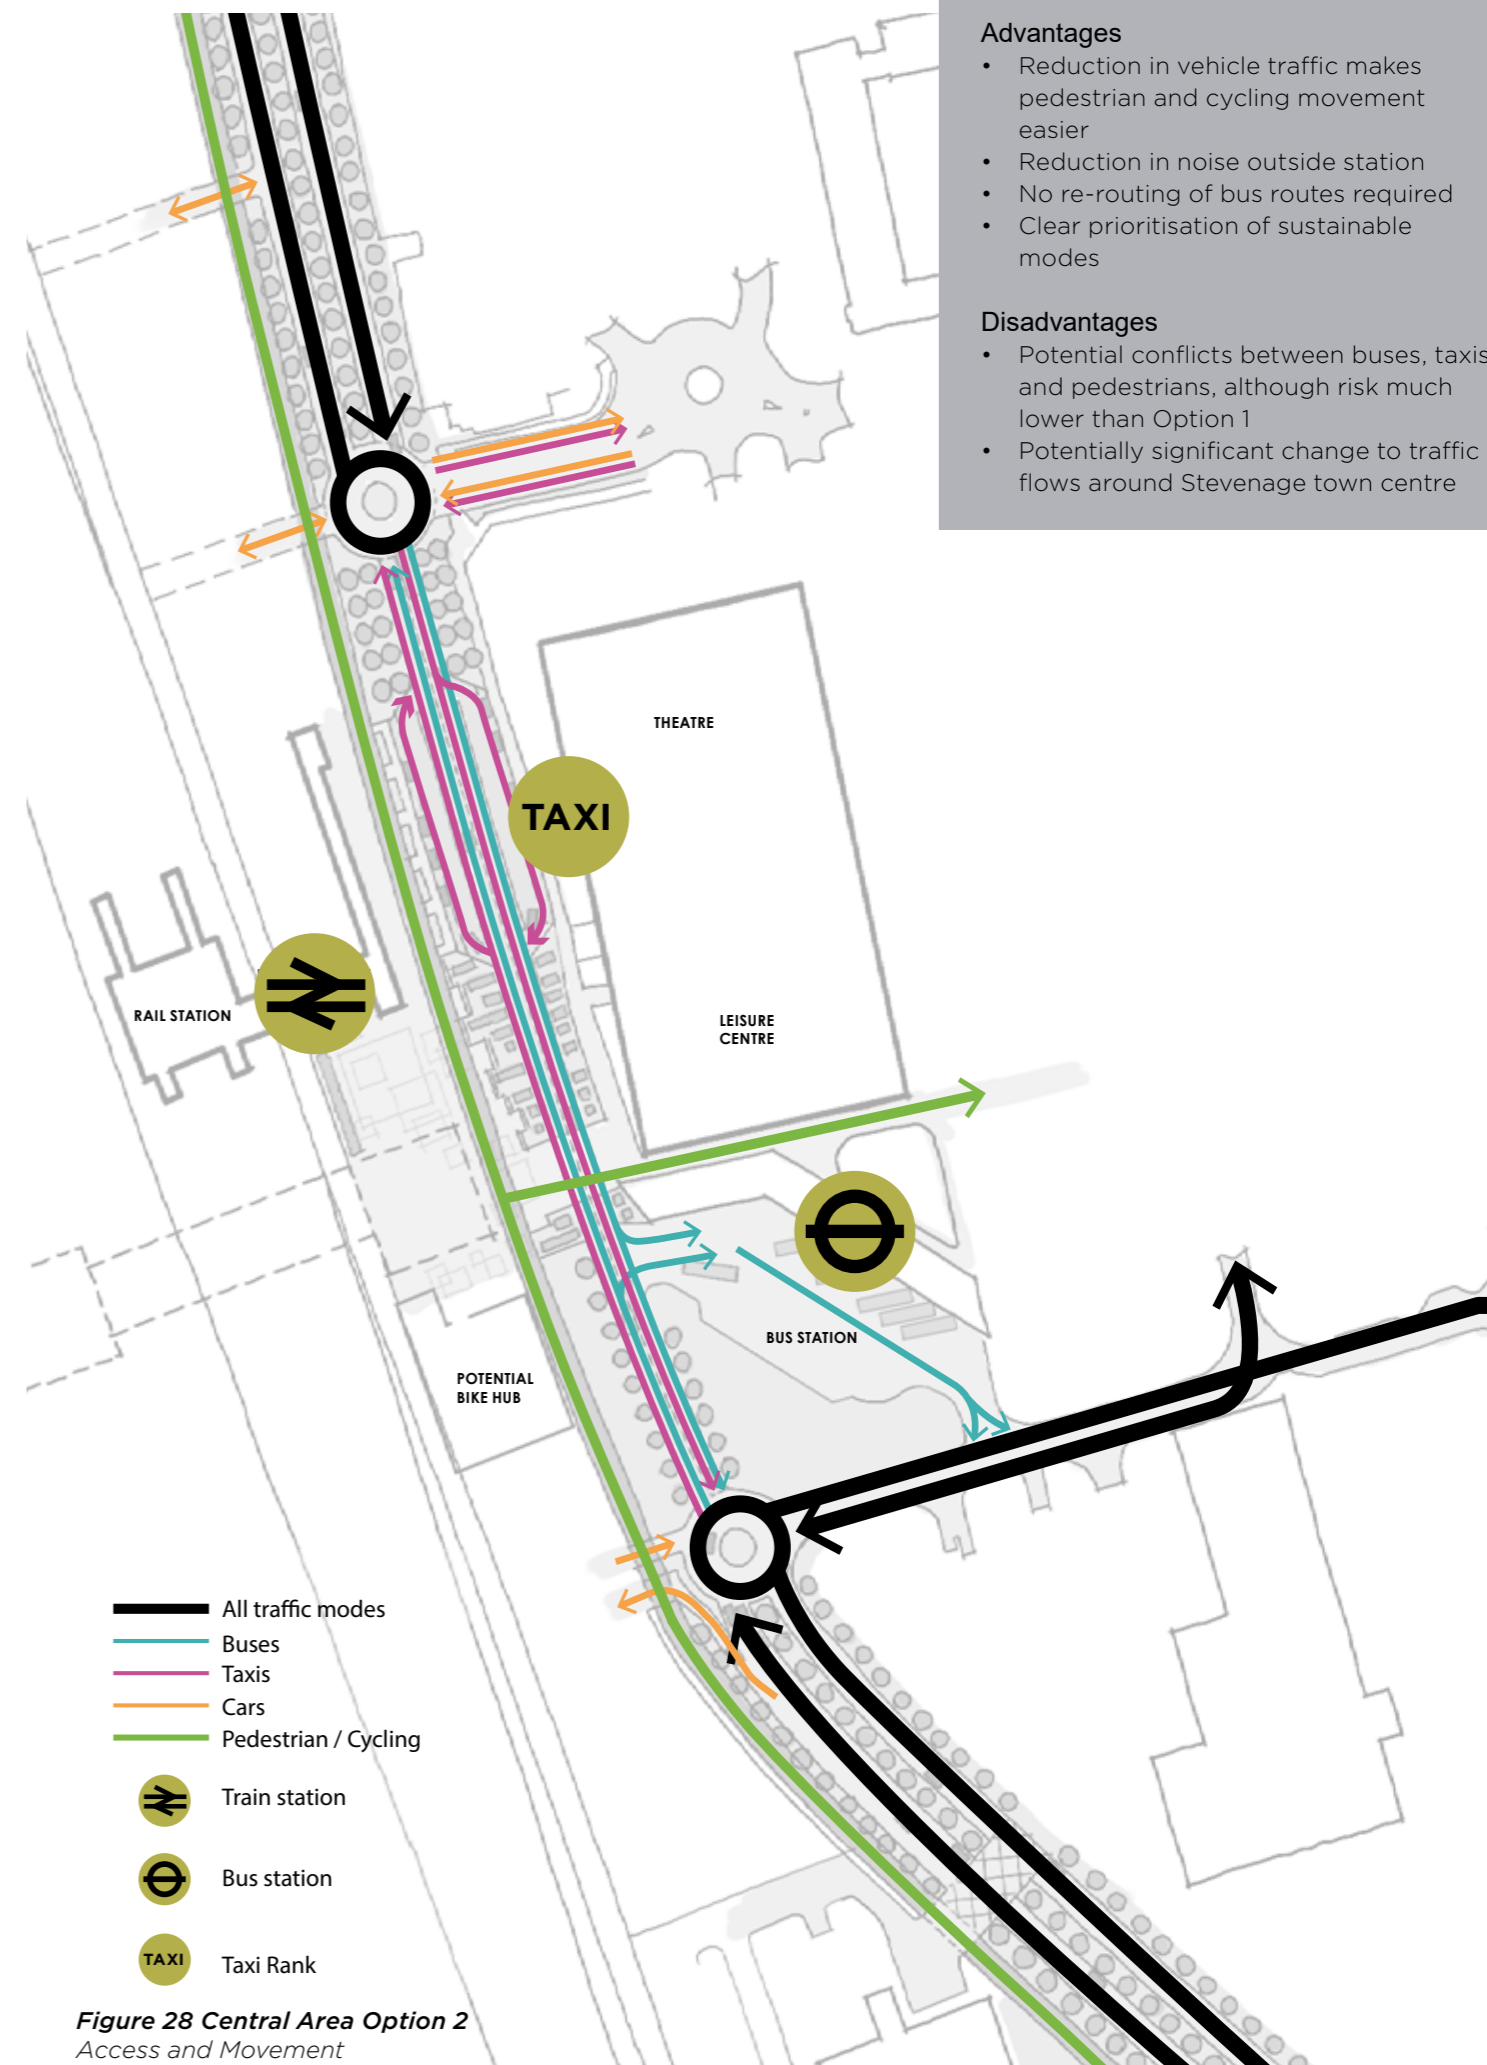 Advantages
• Reduction in vehicle traffic makes
pedestrian and cycling movement
easier
• Reduction in noise outside station
• No re-routing of bus routes required
• Clear prioritisation of sustainable
modes
Disadvantages
• Potential conflicts between buses, taxis
and pedestrians, although risk much
lower than Option 1
• Potentially significant change to traffic
flows around Stevenage town centre
THEATRE
TAXI
RAIL STATION
LEISURE
CENTRE
BUS STATION
POTENTIAL
BIKE HUB
All traffic modes
Buses
Taxis
Cars
Pedestrian / Cycling
Train station
Bus station
TAXI
Taxi Rank
Figure 28 Central Area Option 2
Access and Movement